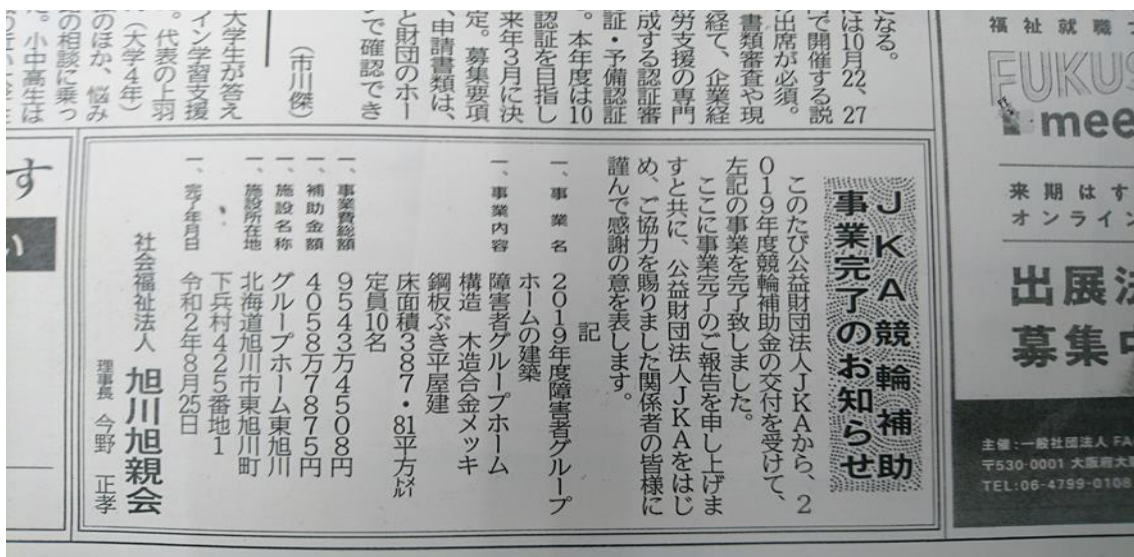 福祉就職
FUKUS
mee
来期はす
オンライン
出展法
募集中
主催:一般社団法人 FAC
〒530-0001 大阪府大阪
TEL:06-4799-0108
になる。
には10月22、27
で開催する説
の出席が必須。
書類審査や現
を経て、企業経
労支援の専門
成する認証審
証・予備認証
。本年度は10
認証を目指し
来年3月に決
定。募集要項
、申請書類は、
と財団のホー
ジで確認でき
（市川傑）
大学生が答え
イン学習支援
。代表の上羽
（大学4年）
のほか、悩み
の相談に乗っ
た。小中高生は
JKA競輪補助
事業完了のお知らせ
このたび公益財団法人JKAから、2
019年度競輪補助金の交付を受けて、
左記の事業を完了致しました。
ここに事業完了のご報告を申し上げま
すと共に、公益財団法人JKAをはじ
め、ご協力を賜りました関係者の皆様に
謹んで感謝の意を表します。
記
一、事業名 2019年度障害者グループ
ホームの建築
一、事業内容 障害者グループホーム
構造 木造合金メッキ
鋼板ぶき平屋建
床面積387・81平方メートル
定員10名
一、事業費総額 9543万4508円
一、補助金額 4058万7875円
一、施設名称 グループホーム東旭川
一、施設所在地 北海道旭川市東旭川町
下兵村425番地1
一、完了年月日 令和2年8月25日
社会福祉法人 旭川旭親会
理事長 今野 正孝
す
い